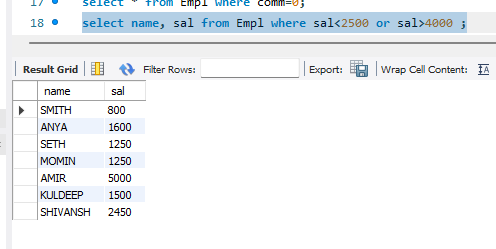 17 select * from Empl where comm=0;
18 select name, sal from Empl where sal<2500 or sal>4000 ;
Result Grid Filter Rows: Export: Wrap Cell Content: IA
name sal
SMITH 800
ANYA 1600
SETH 1250
MOMIN 1250
AMIR 5000
KULDEEP 1500
SHIVANSH 2450